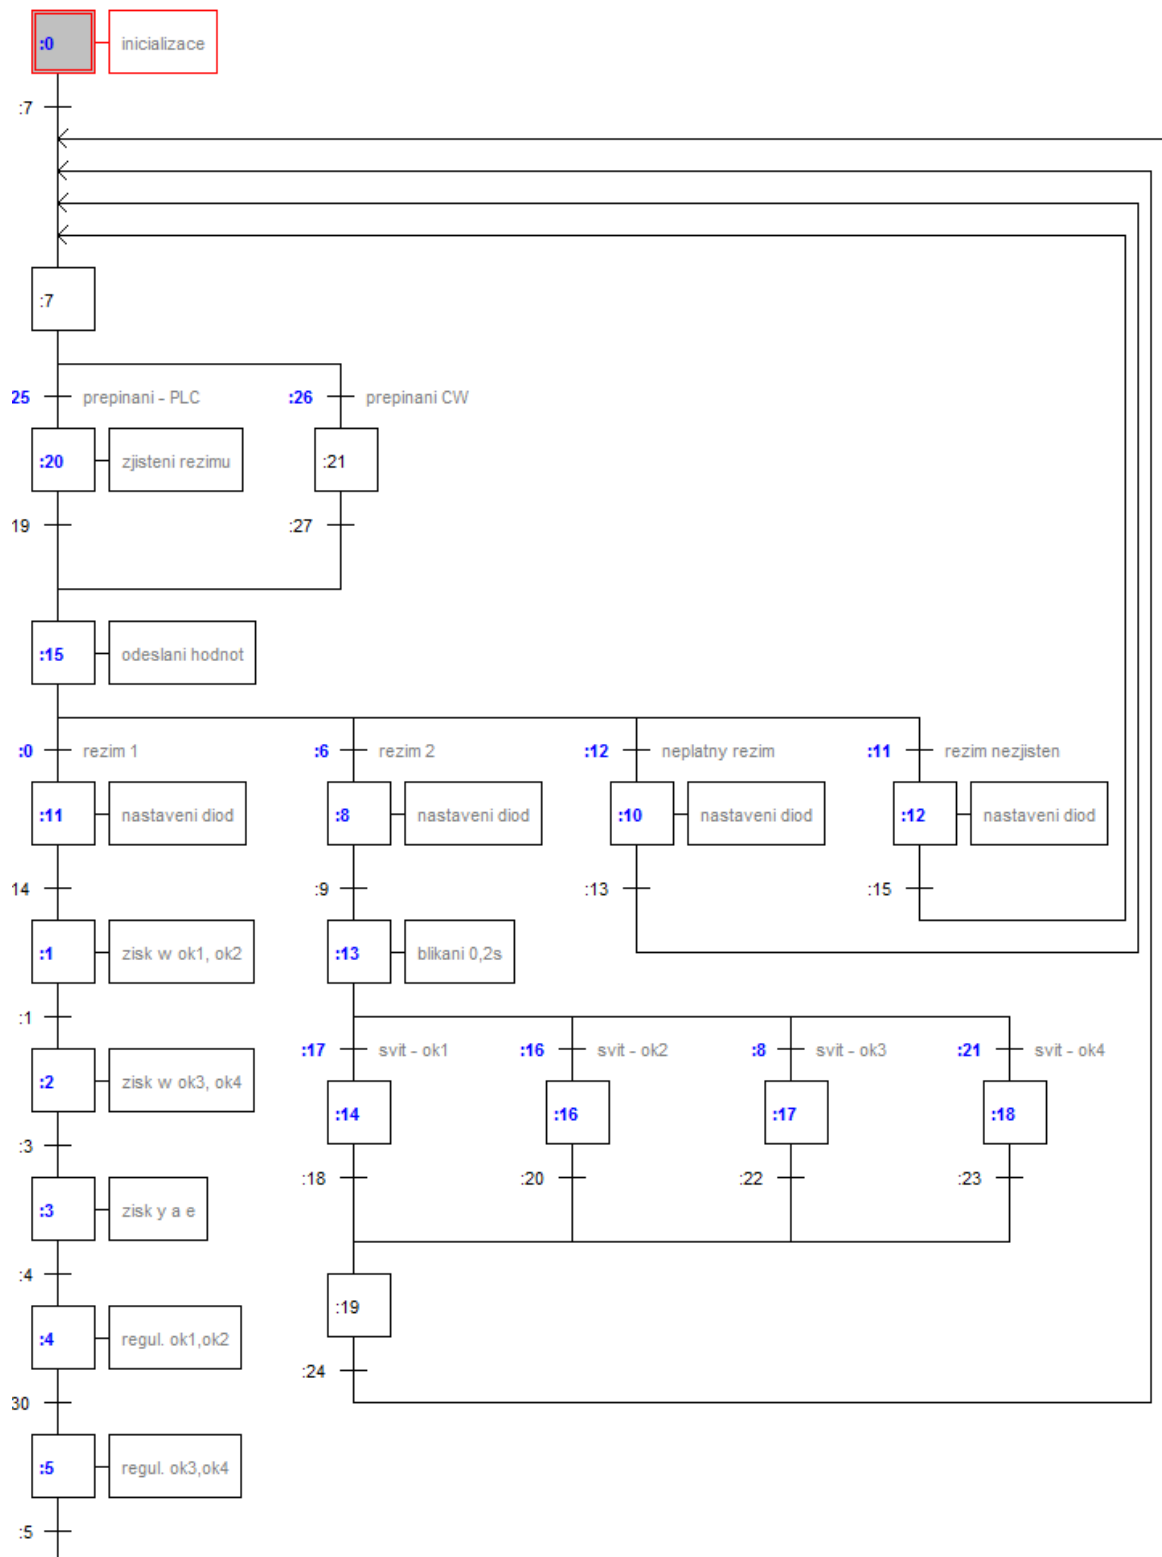 :0 inicializace
:7
:7
25 prepinani - PLC :26 prepinani CW
:20 zjisteni rezimu :21
19 :27
:15 odeslani hodnot
:0 rezim 1 :6 rezim 2 :12 neplatny rezim :11 rezim nezjisten
:11 nastaveni diod :8 nastaveni diod :10 nastaveni diod :12 nastaveni diod
14 :9 :13 :15
:1 zisk w ok1, ok2 :13 blikani 0,2s
:1
:17 svit - ok1 :16 svit - ok2 :8 svit - ok3 :21 svit - ok4
:2 zisk w ok3, ok4
:14 :16 :17 :18
:3
:18 :20 :22 :23
:3 zisk y a e
:4
:19
:4 regul. ok1,ok2
:24
30
:5 regul. ok3,ok4
:5